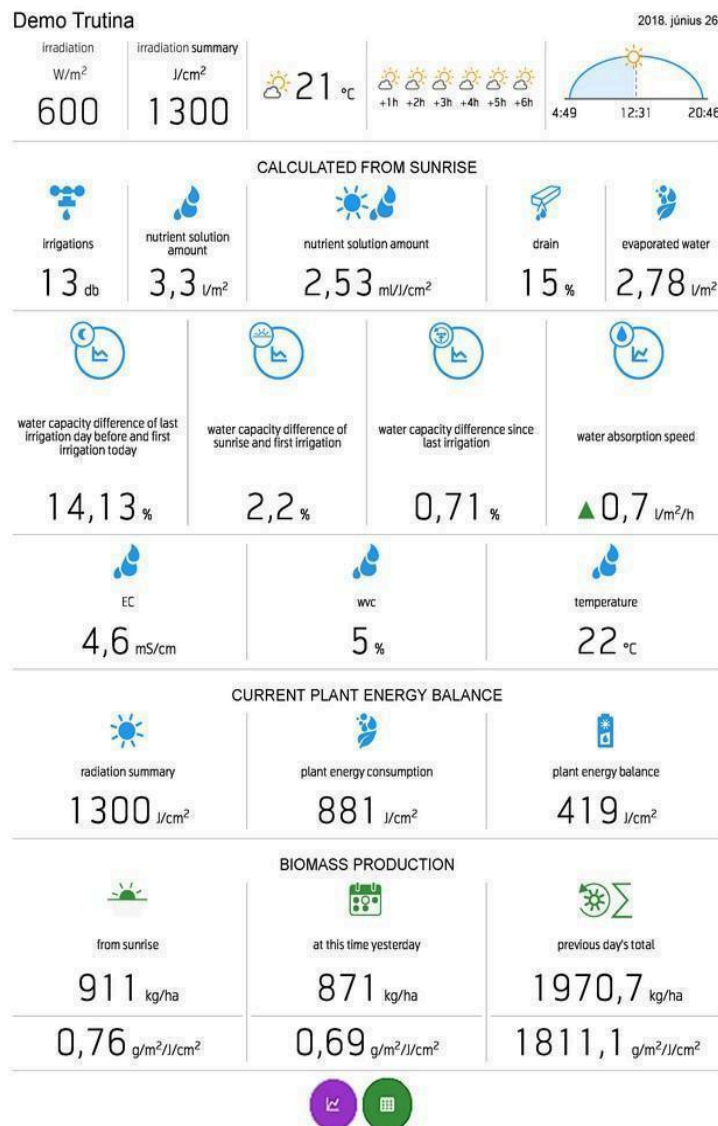 Demo Trutina
2018. június 26
irradiation
irradiation summary
W/m²
J/cm²
600
1300
21 °C
+1h +2h +3h +4h +5h +6h
4:49 12:31 20:46
CALCULATED FROM SUNRISE
irrigations
nutrient solution
amount
nutrient solution amount
drain
evaporated water
13 db
3,3 l/m²
2,53 ml/J/cm²
15 %
2,78 l/m²
water capacity difference of last
irrigation day before and first
irrigation today
water capacity difference of
sunrise and first irrigation
water capacity difference since
last irrigation
water absorption speed
14,13 %
2,2 %
0,71 %
0,7 l/m²/h
EC
wvc
temperature
4,6 mS/cm
5 %
22 °C
CURRENT PLANT ENERGY BALANCE
radiation summary
plant energy consumption
plant energy balance
1300 J/cm²
881 J/cm²
419 J/cm²
BIOMASS PRODUCTION
from sunrise
at this time yesterday
previous day's total
911 kg/ha
871 kg/ha
1970,7 kg/ha
0,76 g/m²/J/cm²
0,69 g/m²/J/cm²
1811,1 g/m²/J/cm²